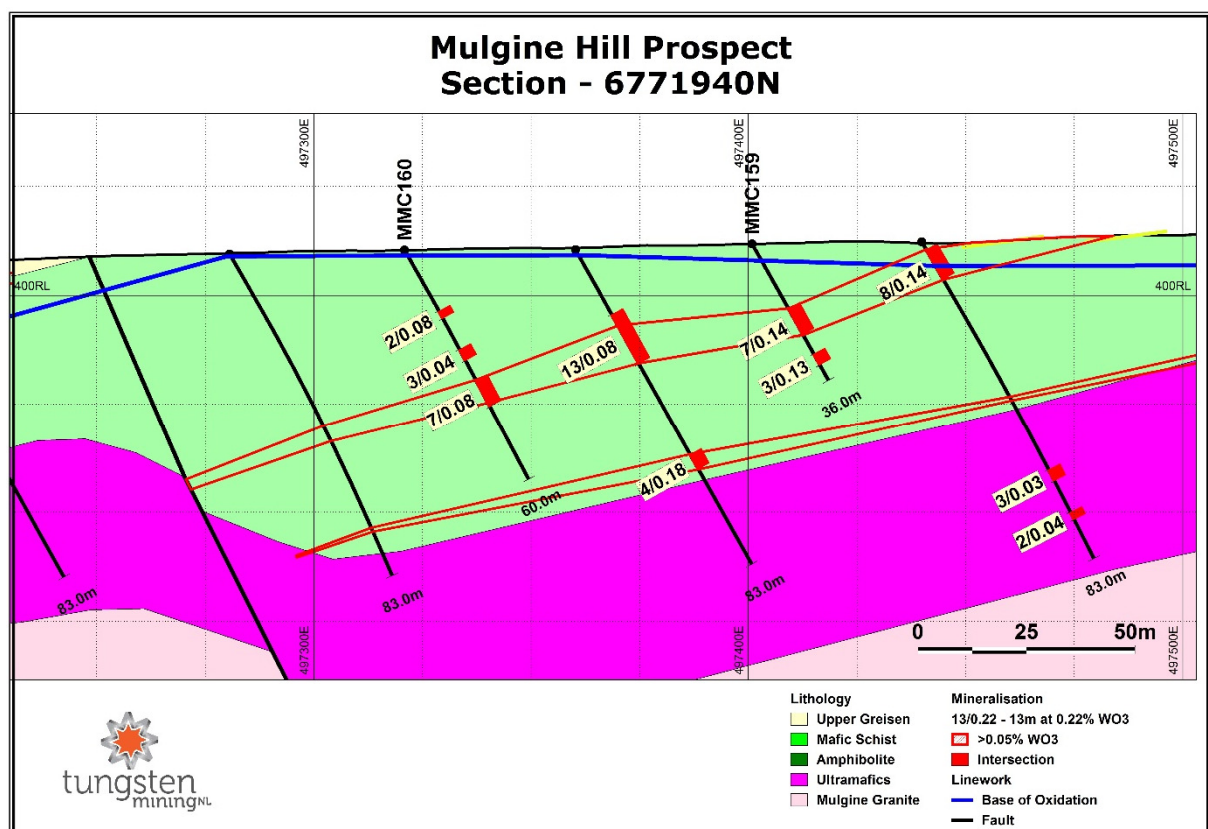 Mulgine Hill Prospect
Section - 6771940N
497300E
497400E
497500E
MMC160
MMC159
400RL
400RL
2/0.08
3/0.04
7/0.08
13/0.08
7/0.14
3/0.13
8/0.14
4/0.18
3/0.03
2/0.04
36.0m
60.0m
83.0m
83.0m
83.0m
83.0m
497300E
497400E
497500E
0 25 50m
Lithology
Upper Greisen
Mafic Schist
Amphibolite
Ultramafics
Mulgine Granite
Mineralisation
13/0.22 - 13m at 0.22% WO3
>0.05% WO3
Intersection
Linework
Base of Oxidation
Fault
tungsten
miningNL